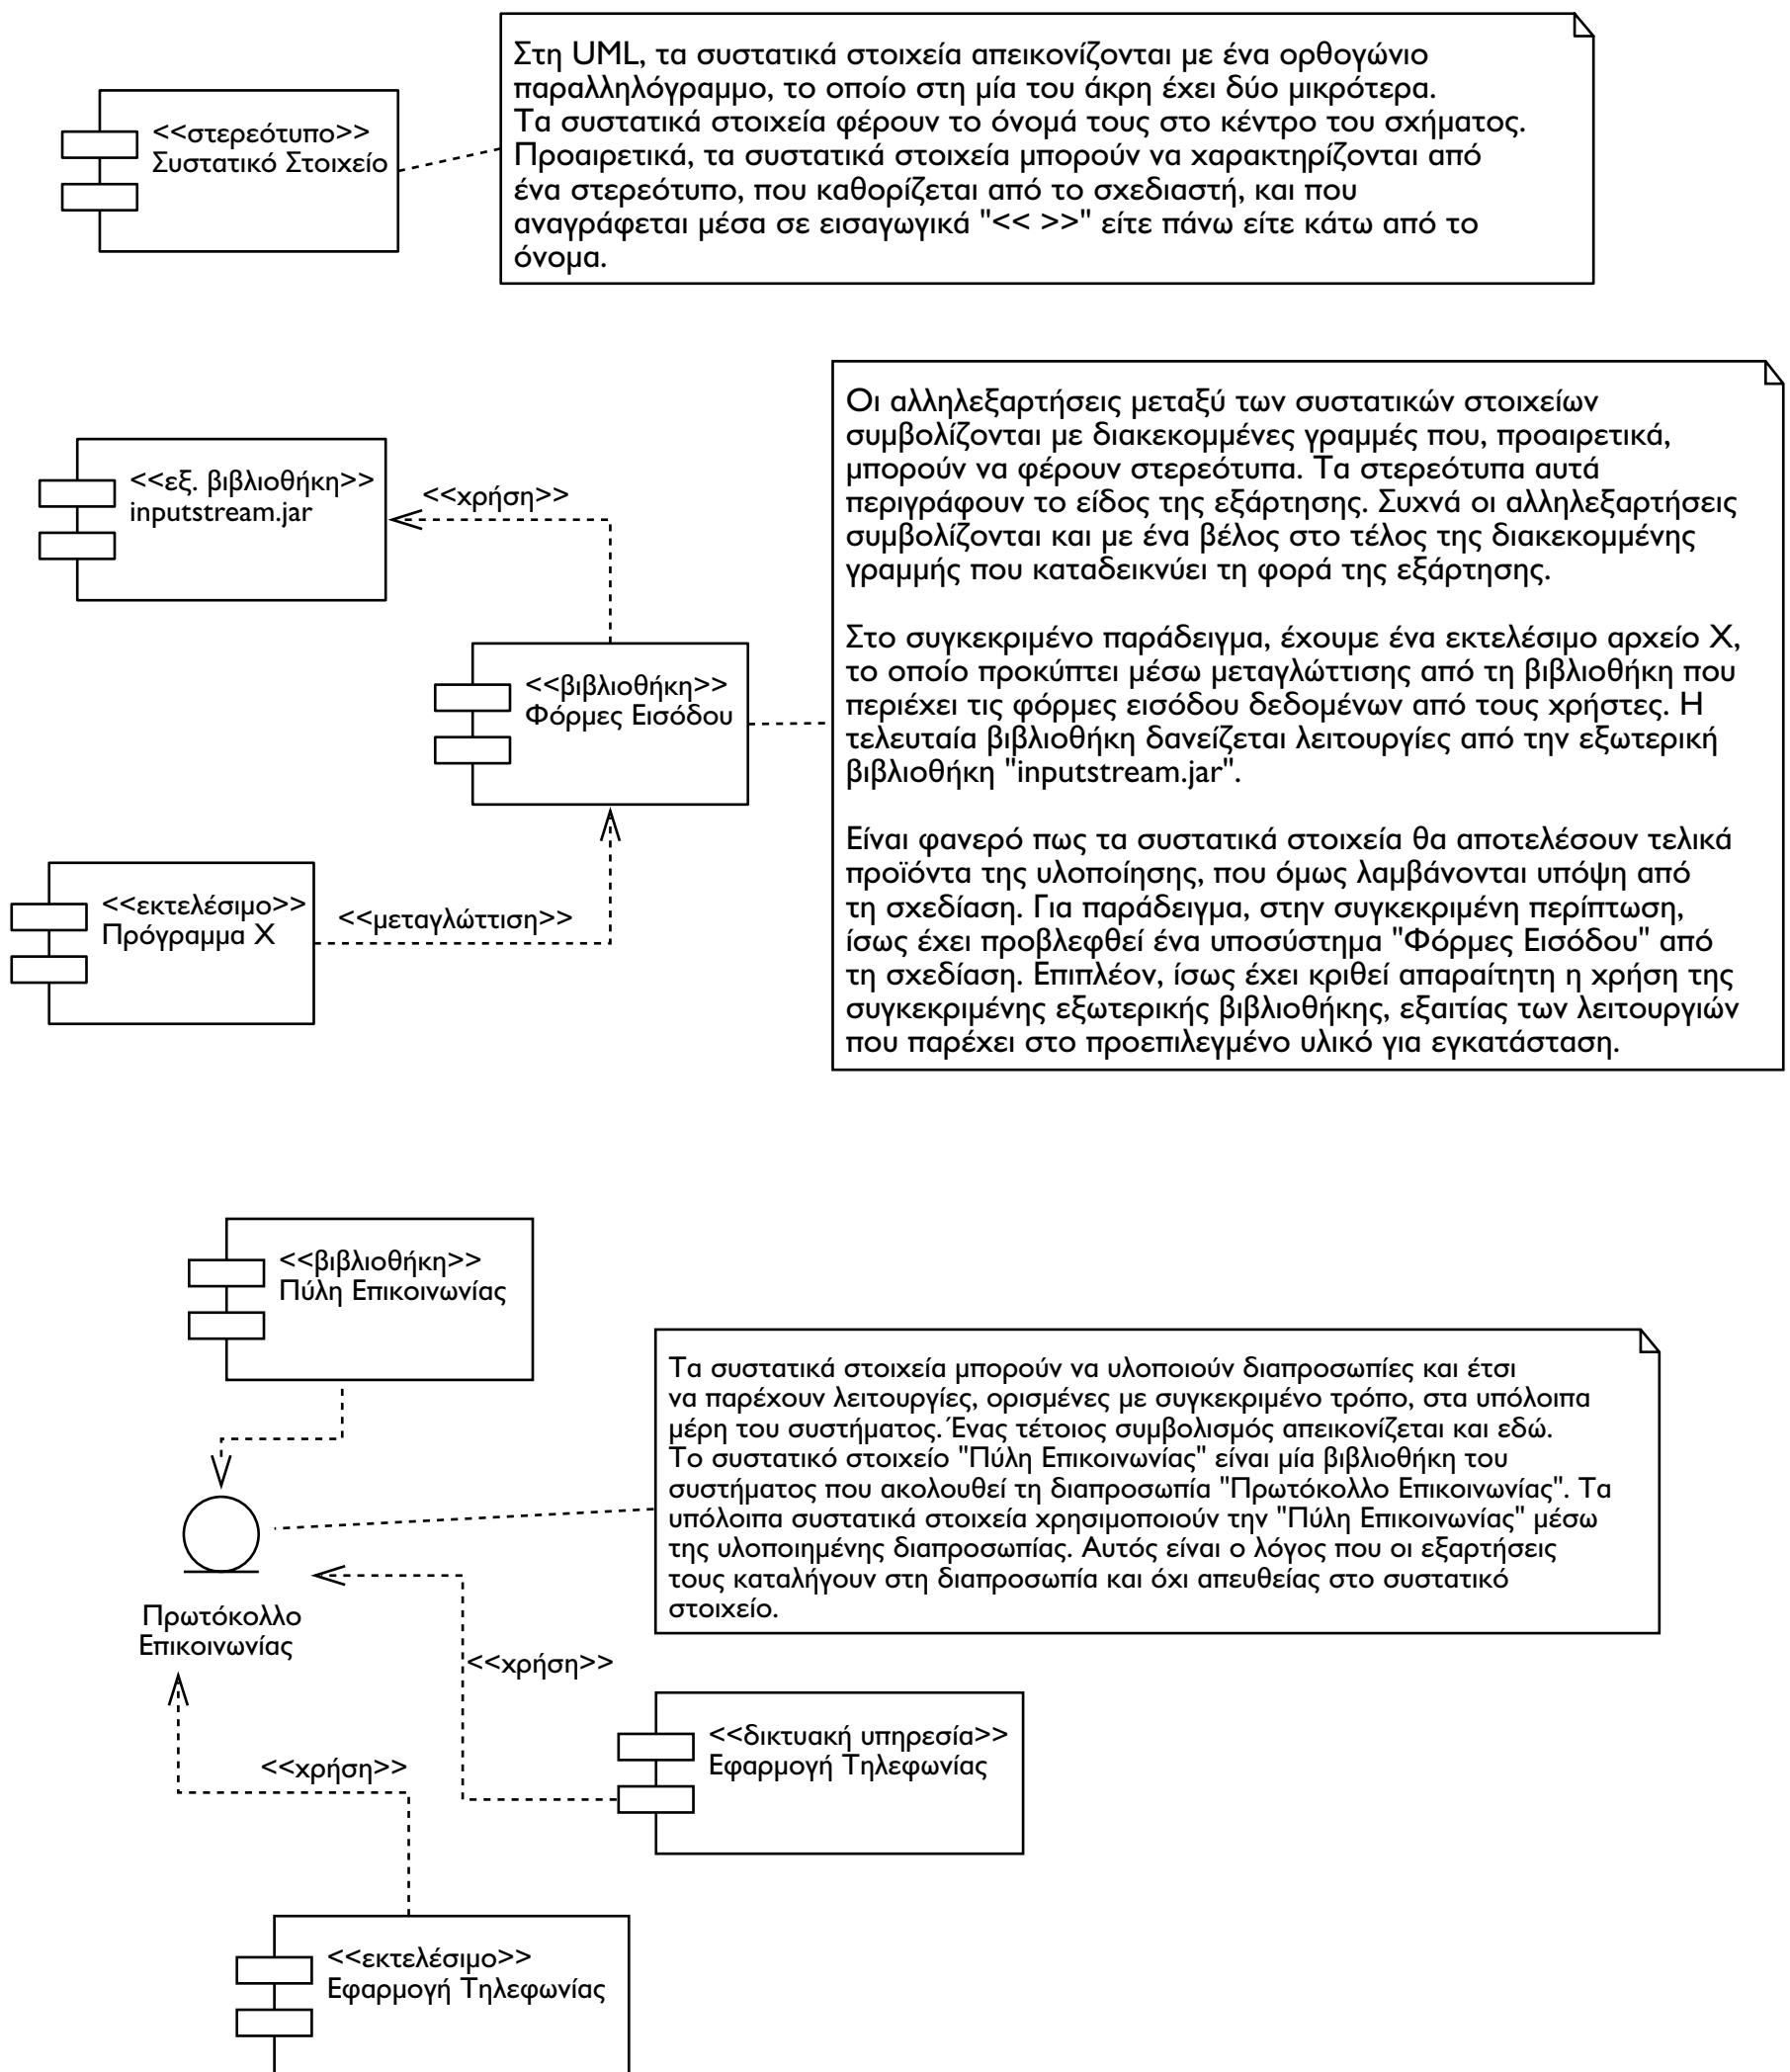 <<στερεότυπο>>
Συστατικό Στοιχείο
Στη UML, τα συστατικά στοιχεία απεικονίζονται με ένα ορθογώνιο
παραλληλόγραμμο, το οποίο στη μία του άκρη έχει δύο μικρότερα.
Τα συστατικά στοιχεία φέρουν το όνομά τους στο κέντρο του σχήματος.
Προαιρετικά, τα συστατικά στοιχεία μπορούν να χαρακτηρίζονται από
ένα στερεότυπο, που καθορίζεται από το σχεδιαστή, και που
αναγράφεται μέσα σε εισαγωγικά "<< >>" είτε πάνω είτε κάτω από το
όνομα.
<<εξ. βιβλιοθήκη>>
inputstream.jar
<<χρήση>>
<<βιβλιοθήκη>>
Φόρμες Εισόδου
<<εκτελέσιμο>>
Πρόγραμμα Χ
<<μεταγλώττιση>>
Οι αλληλεξαρτήσεις μεταξύ των συστατικών στοιχείων
συμβολίζονται με διακεκομμένες γραμμές που, προαιρετικά,
μπορούν να φέρουν στερεότυπα. Τα στερεότυπα αυτά
περιγράφουν το είδος της εξάρτησης. Συχνά οι αλληλεξαρτήσεις
συμβολίζονται και με ένα βέλος στο τέλος της διακεκομμένης
γραμμής που καταδεικνύει τη φορά της εξάρτησης.
Στο συγκεκριμένο παράδειγμα, έχουμε ένα εκτελέσιμο αρχείο Χ,
το οποίο προκύπτει μέσω μεταγλώττισης από τη βιβλιοθήκη που
περιέχει τις φόρμες εισόδου δεδομένων από τους χρήστες. Η
τελευταία βιβλιοθήκη δανείζεται λειτουργίες από την εξωτερική
βιβλιοθήκη "inputstream.jar".
Είναι φανερό πως τα συστατικά στοιχεία θα αποτελέσουν τελικά
προϊόντα της υλοποίησης, που όμως λαμβάνονται υπόψη από
τη σχεδίαση. Για παράδειγμα, στην συγκεκριμένη περίπτωση,
ίσως έχει προβλεφθεί ένα υποσύστημα "Φόρμες Εισόδου" από
τη σχεδίαση. Επιπλέον, ίσως έχει κριθεί απαραίτητη η χρήση της
συγκεκριμένης εξωτερικής βιβλιοθήκης, εξαιτίας των λειτουργιών
που παρέχει στο προεπιλεγμένο υλικό για εγκατάσταση.
<<βιβλιοθήκη>>
Πύλη Επικοινωνίας
Τα συστατικά στοιχεία μπορούν να υλοποιούν διαπροσωπίες και έτσι
να παρέχουν λειτουργίες, ορισμένες με συγκεκριμένο τρόπο, στα υπόλοιπα
μέρη του συστήματος. Ένας τέτοιος συμβολισμός απεικονίζεται και εδώ.
Το συστατικό στοιχείο "Πύλη Επικοινωνίας" είναι μία βιβλιοθήκη του
συστήματος που ακολουθεί τη διαπροσωπία "Πρωτόκολλο Επικοινωνίας". Τα
υπόλοιπα συστατικά στοιχεία χρησιμοποιούν την "Πύλη Επικοινωνίας" μέσω
της υλοποιημένης διαπροσωπίας. Αυτός είναι ο λόγος που οι εξαρτήσεις
τους καταλήγουν στη διαπροσωπία και όχι απευθείας στο συστατικό
στοιχείο.
Πρωτόκολλο
Επικοινωνίας
<<χρήση>>
<<δικτυακή υπηρεσία>>
Εφαρμογή Τηλεφωνίας
<<χρήση>>
<<εκτελέσιμο>>
Εφαρμογή Τηλεφωνίας